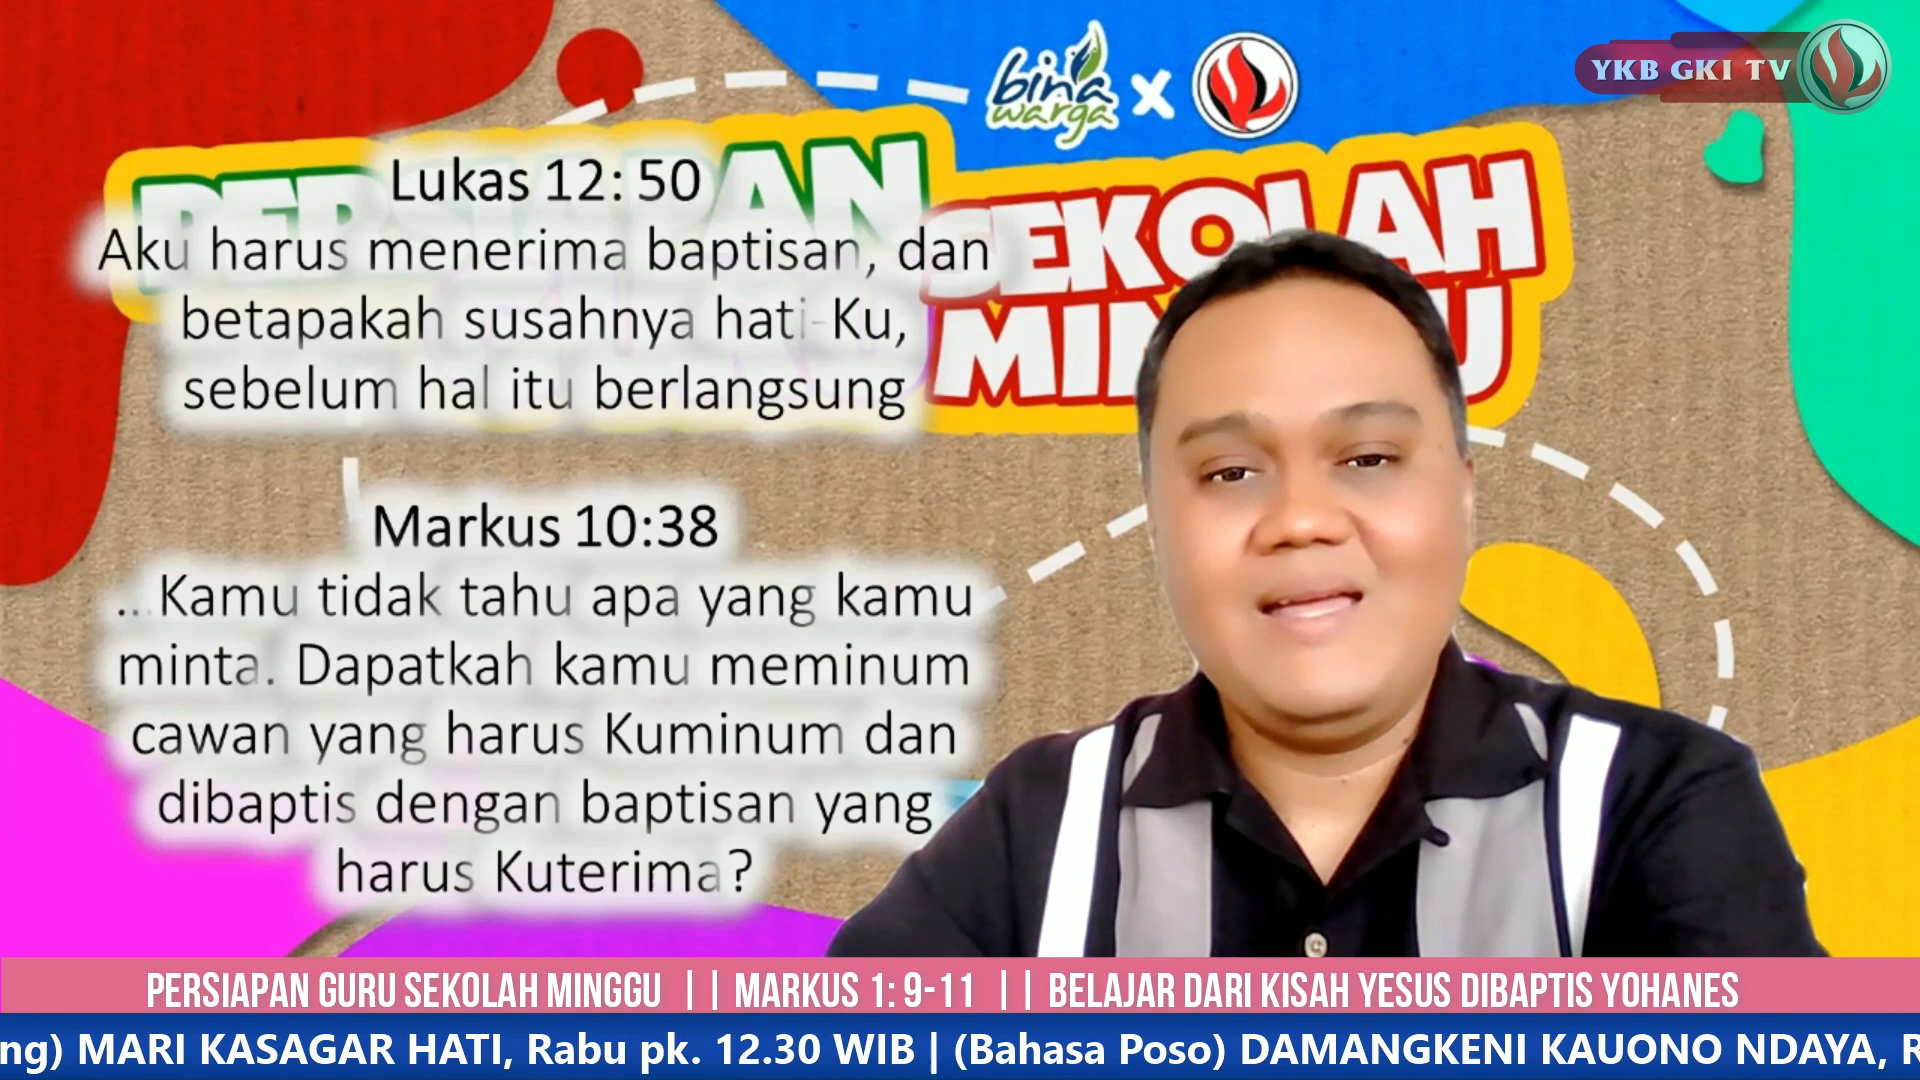 bina
warga
x
YKB GKI TV
PERSIAPAN
SEKOLAH
Lukas 12: 50
Aku harus menerima baptisan, dan
betapakah susahnya hati-Ku,
sebelum hal itu berlangsung
Markus 10:38
...Kamu tidak tahu apa yang kamu
minta. Dapatkah kamu meminum
cawan yang harus Kuminum dan
dibaptis dengan baptisan yang
harus Kuterima?
PERSIAPAN GURU SEKOLAH MINGGU || MARKUS 1: 9-11 || BELAJAR DARI KISAH YESUS DIBAPTIS YOHANES
ng) MARI KASAGAR HATI, Rabu pk. 12.30 WIB | (Bahasa Poso) DAMANGKENI KAUONO NDAYA, R